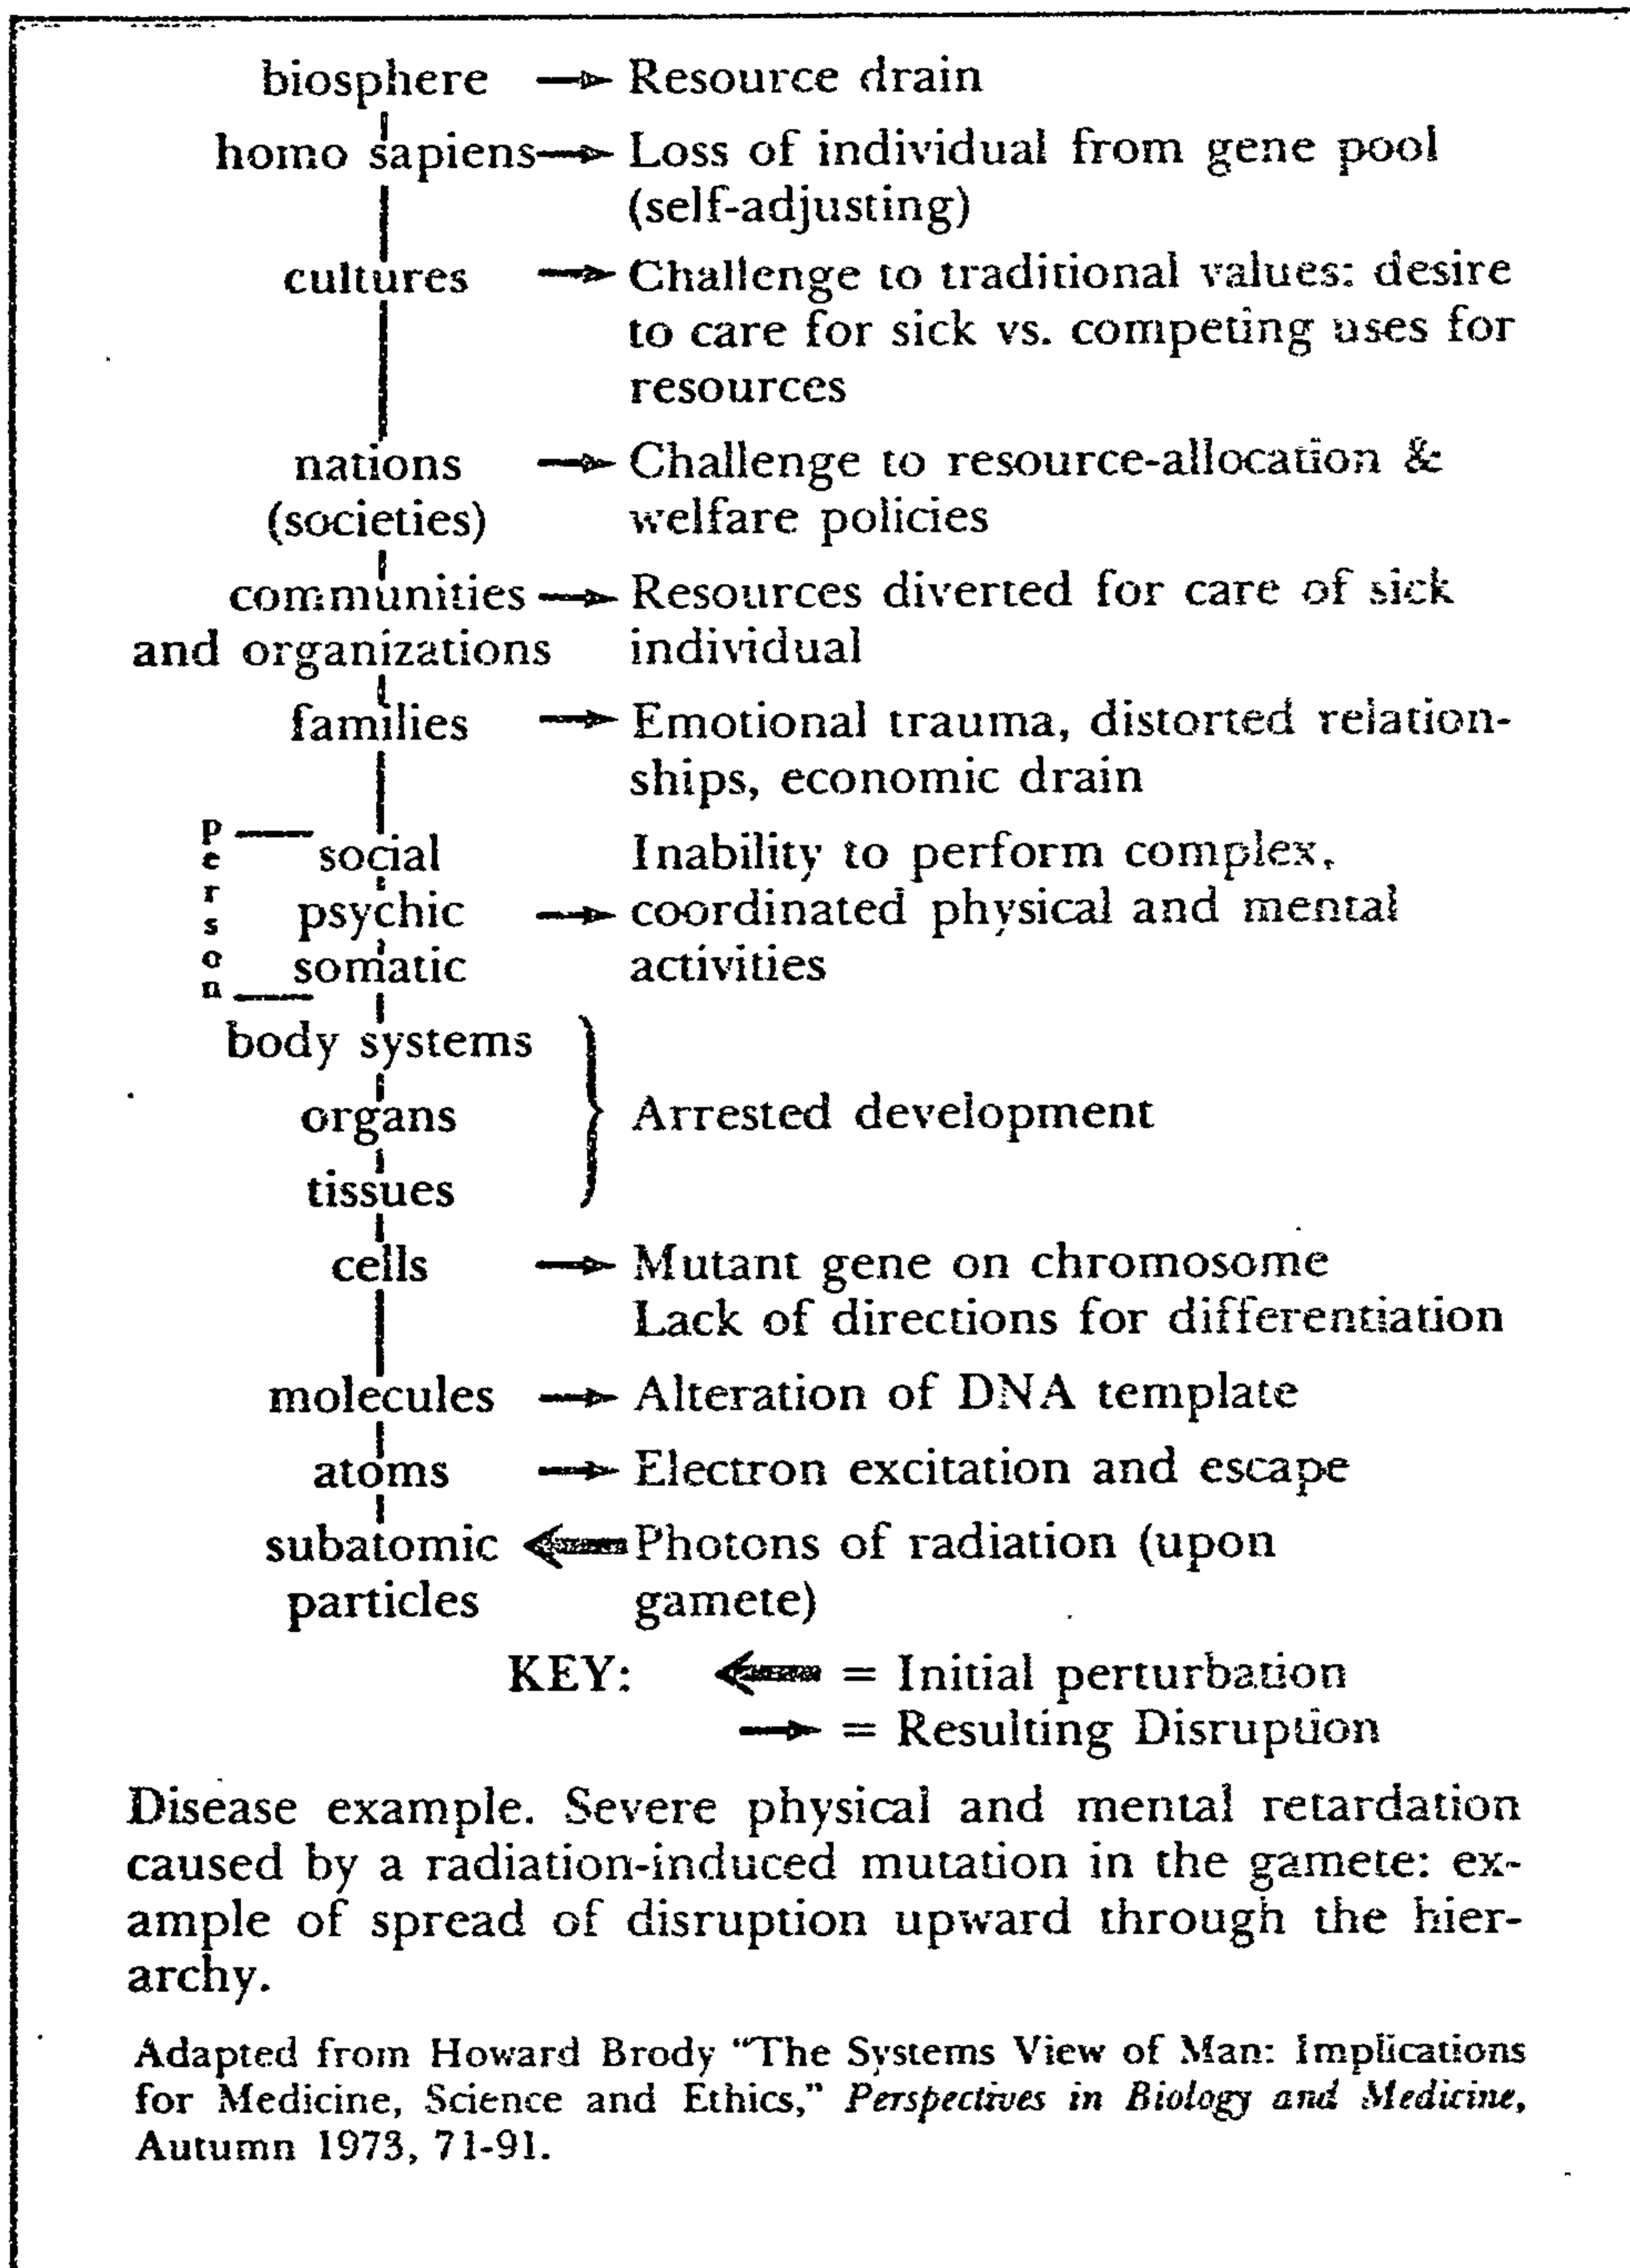 biosphere → Resource drain
homo sapiens → Loss of individual from gene pool
(self-adjusting)
cultures → Challenge to traditional values: desire
to care for sick vs. competing uses for
resources
nations → Challenge to resource-allocation &
(societies) welfare policies
communities → Resources diverted for care of sick
and organizations individual
families → Emotional trauma, distorted relation-
ships, economic drain
person
social Inability to perform complex,
psychic → coordinated physical and mental
somatic activities
body systems
organs } Arrested development
tissues
cells → Mutant gene on chromosome
Lack of directions for differentiation
molecules → Alteration of DNA template
atoms → Electron excitation and escape
subatomic ← Photons of radiation (upon
particles gamete)
KEY: ← = Initial perturbation
→ = Resulting Disruption
Disease example. Severe physical and mental retardation
caused by a radiation-induced mutation in the gamete: ex-
ample of spread of disruption upward through the hier-
archy.
Adapted from Howard Brody "The Systems View of Man: Implications
for Medicine, Science and Ethics," Perspectives in Biology and Medicine,
Autumn 1973, 71-91.